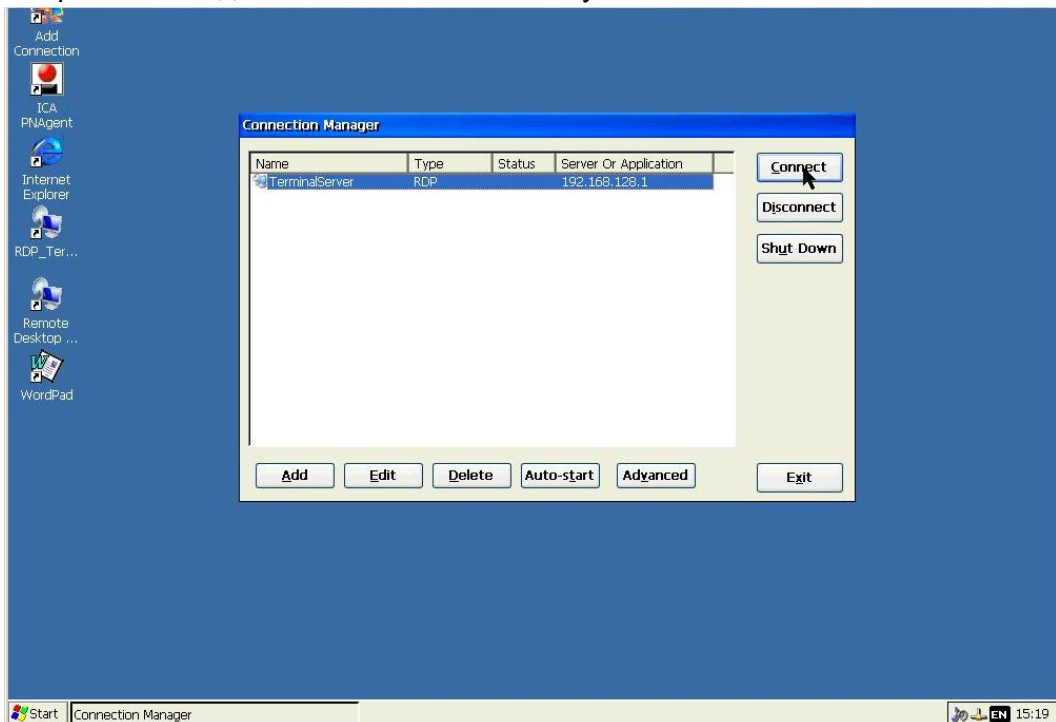 Add
Connection
ICA
PNAgent
Internet
Explorer
RDP_Ter...
Remote
Desktop ...
WordPad
Connection Manager
Name Type Status Server Or Application
TerminalServer RDP 192.168.128.1
Connect
Disconnect
Shut Down
Add Edit Delete Auto-start Advanced Exit
Start Connection Manager EN 15:19